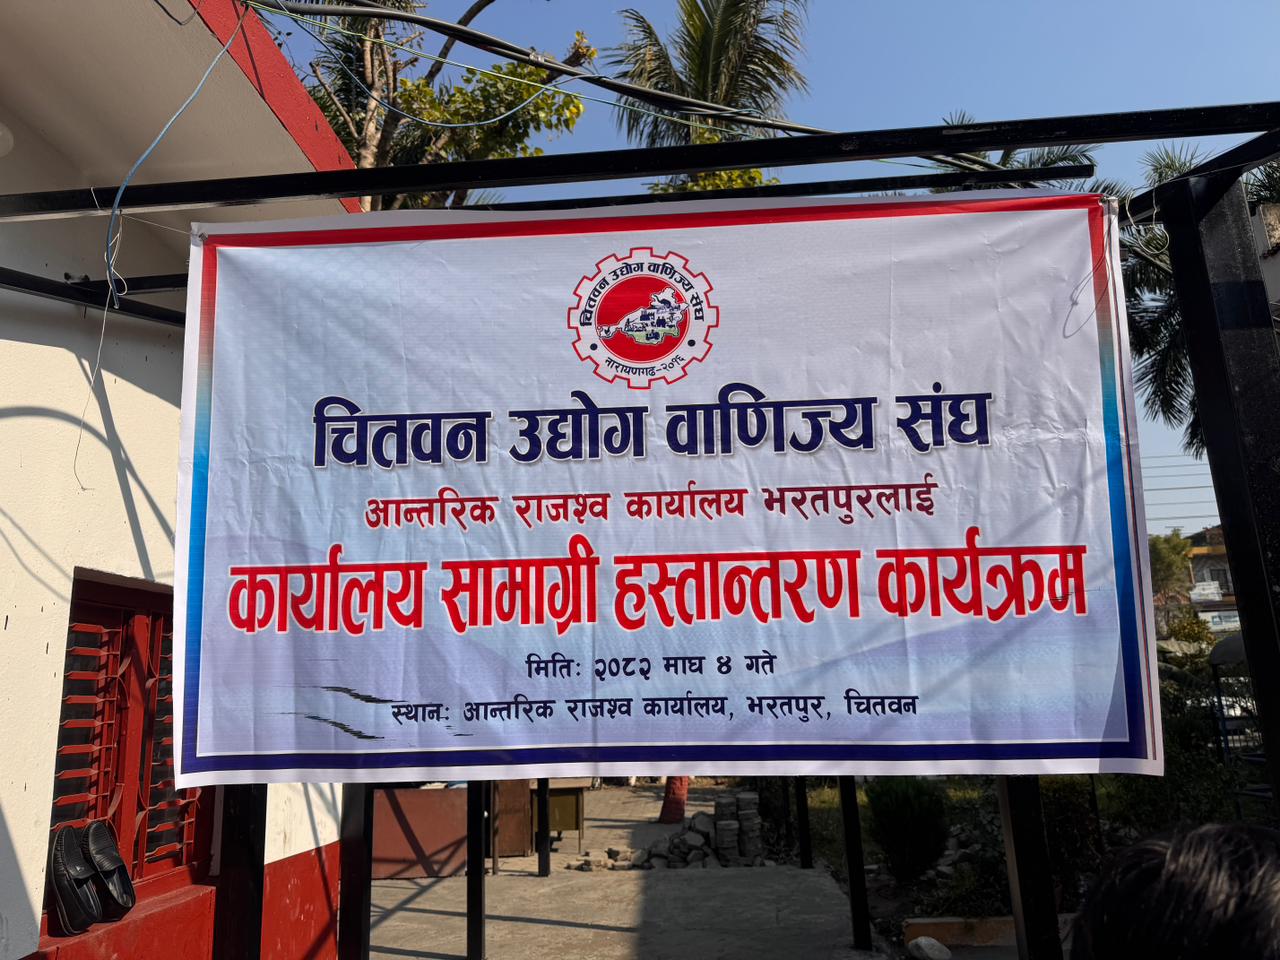 चितवन उद्योग वाणिज्य संघ
नारायणगढ-२०१६
चितवन उद्योग वाणिज्य संघ
आन्तरिक राजश्व कार्यालय भरतपुरलाई
कार्यालय सामाग्री हस्तान्तरण कार्यक्रम
मितिः २०८२ माघ ४ गते
स्थानः आन्तरिक राजश्व कार्यालय, भरतपुर, चितवन